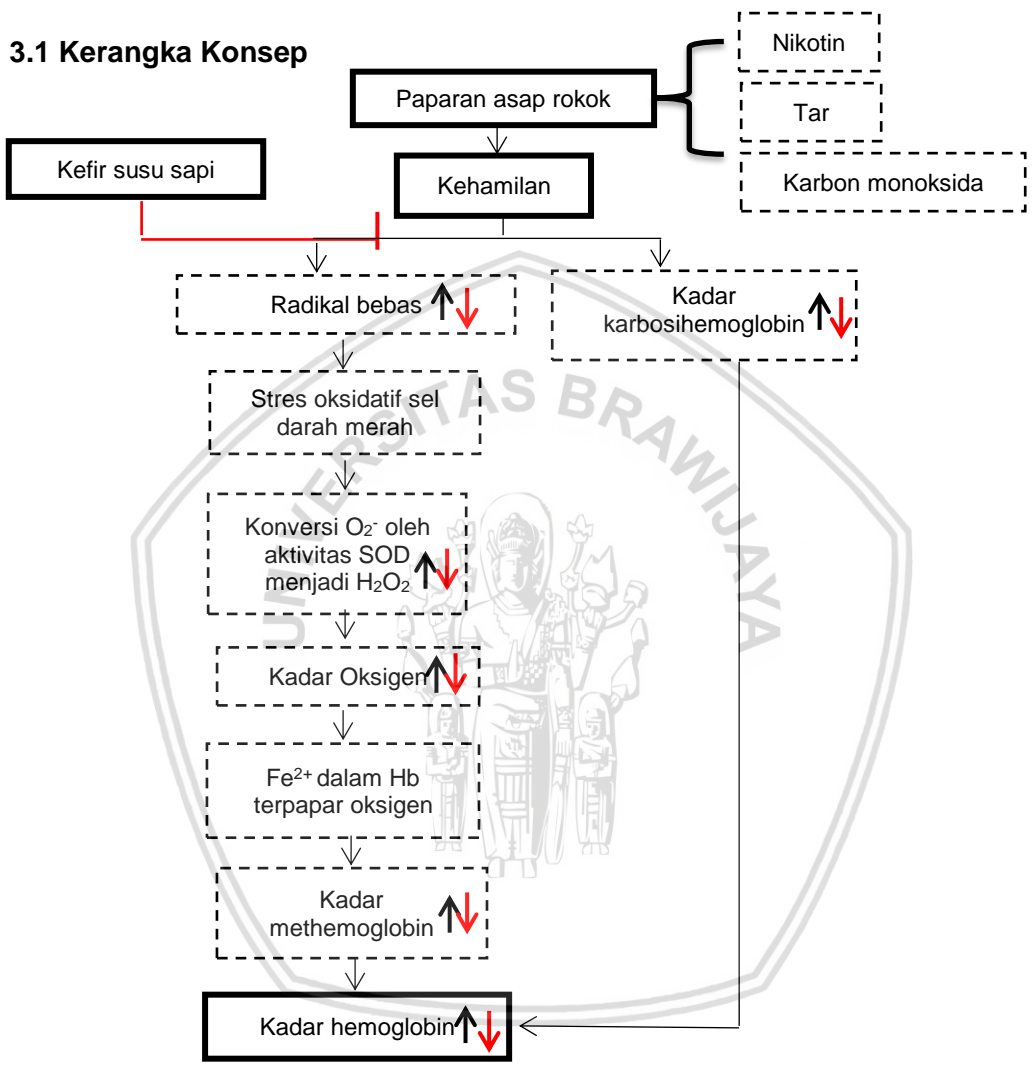 3.1 Kerangka Konsep
Paparan asap rokok
Nikotin
Tar
Karbon monoksida
Kefir susu sapi
Kehamilan
Radikal bebas
Kadar
karbosihemoglobin
Stres oksidatif sel
darah merah
Konversi O₂⁻ oleh
aktivitas SOD
menjadi H₂O₂
Kadar Oksigen
Fe²⁺ dalam Hb
terpapar oksigen
Kadar
methemoglobin
Kadar hemoglobin
UNIVERSITAS BRAWIJAYA